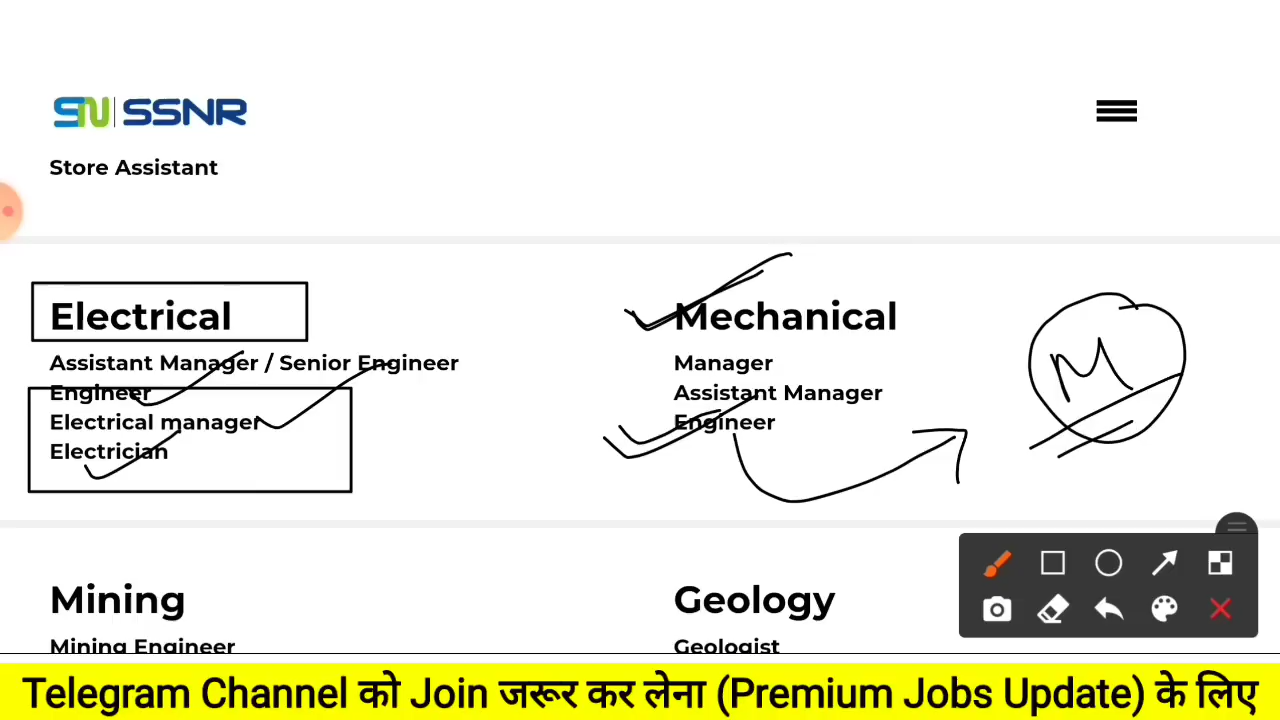 SN SSNR
Store Assistant
Electrical
Assistant Manager / Senior Engineer
Engineer
Electrical manager
Electrician
Mechanical
Manager
Assistant Manager
Engineer
M
Mining
Mining Engineer
Geology
Geologist
Telegram Channel को Join जरूर कर लेना (Premium Jobs Update) के लिए